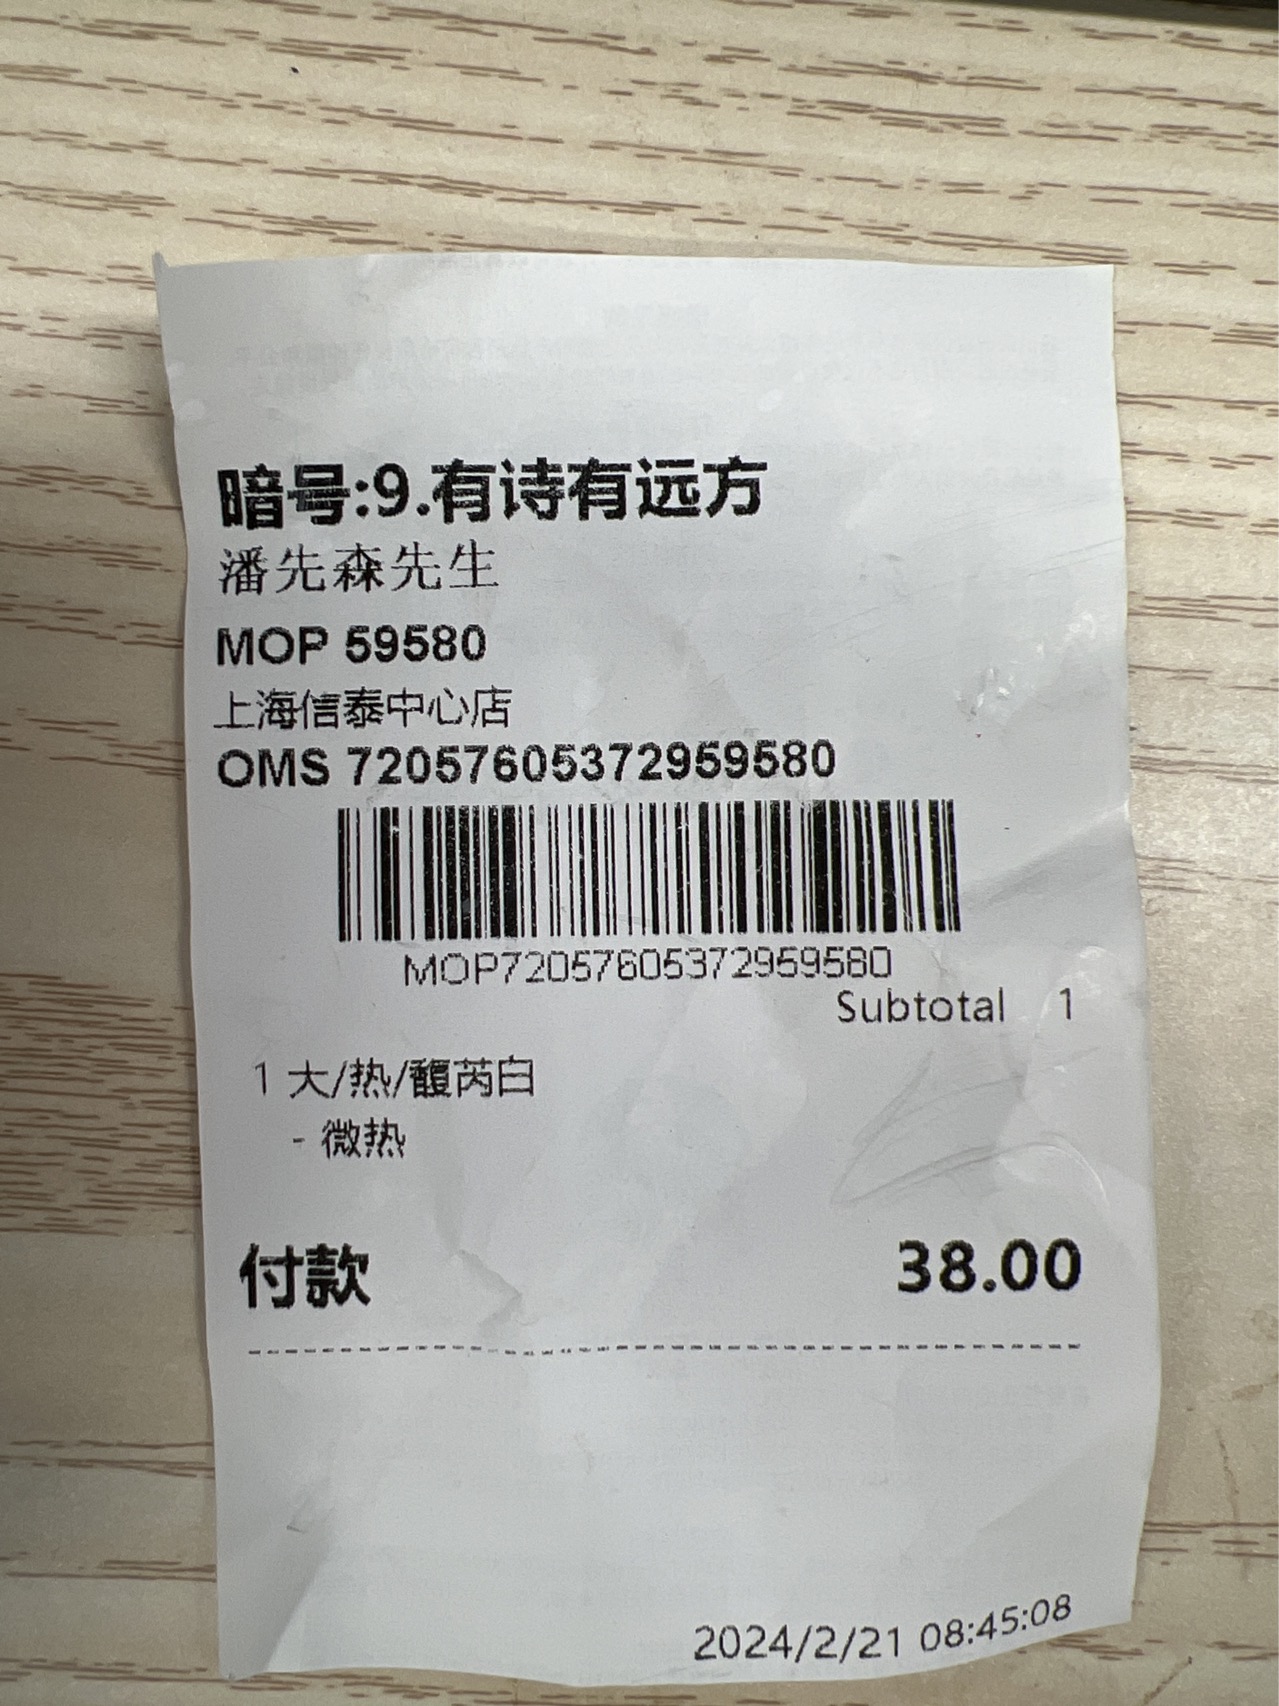 暗号:9.有诗有远方
潘先森先生
MOP 59580
上海信泰中心店
OMS 72057605372959580
MOP72057605372959580
Subtotal 1
1 大/热/馥芮白
- 微热
付款 38.00
2024/2/21 08:45:08